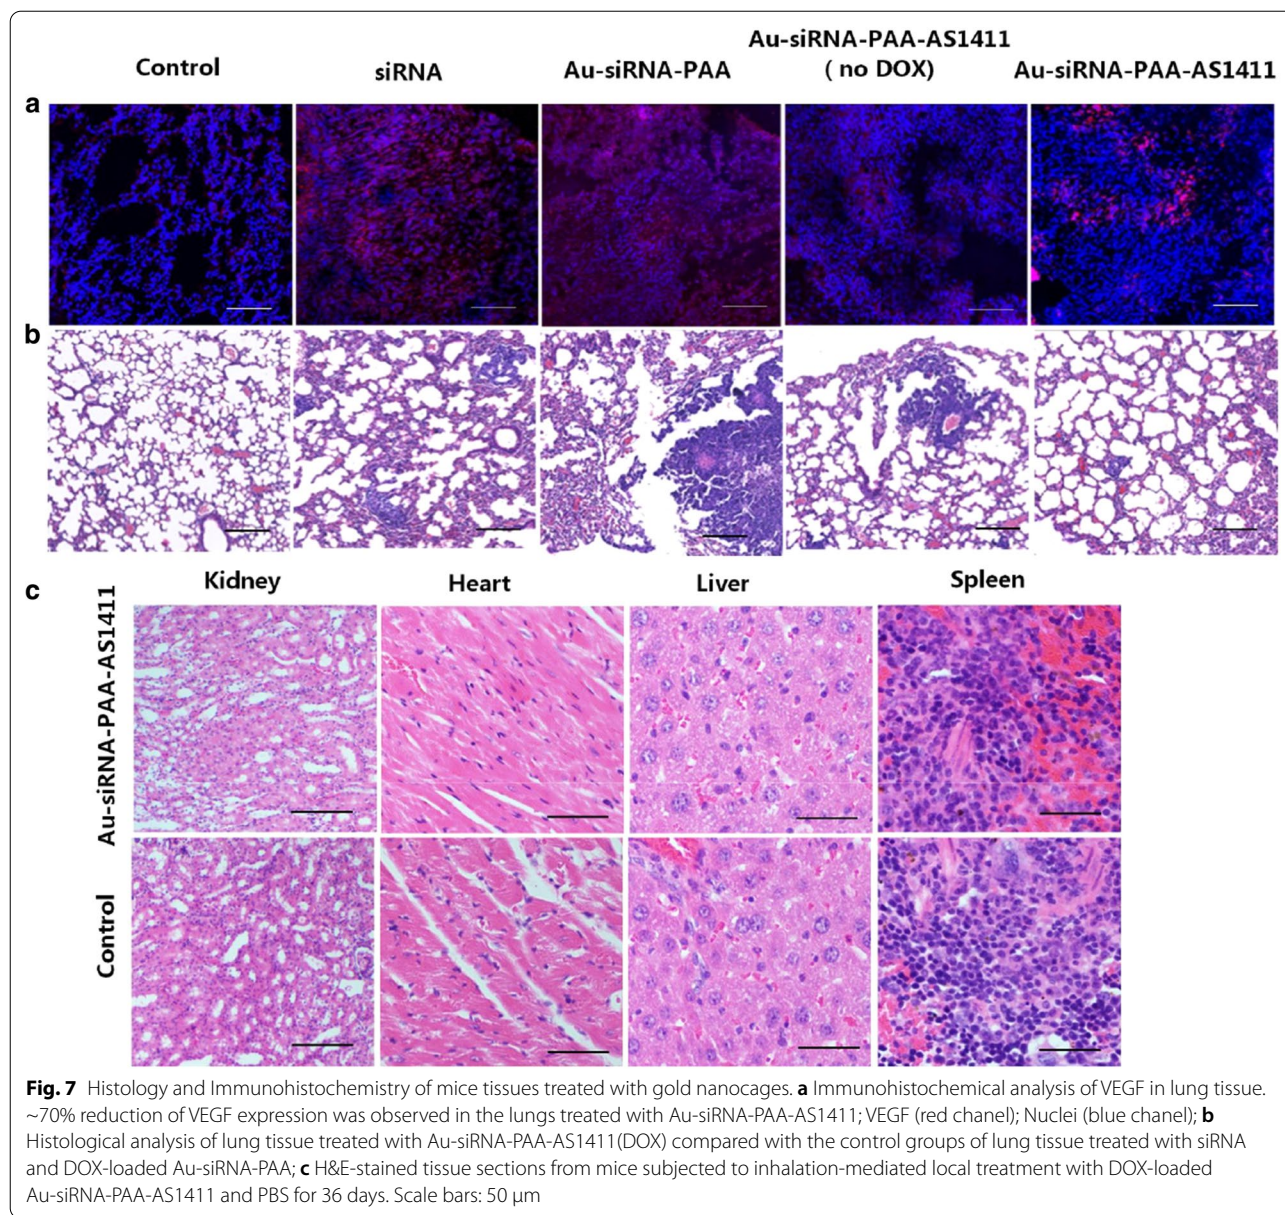 Au-siRNA-PAA-AS1411
Control
siRNA
Au-siRNA-PAA
( no DOX)
Au-siRNA-PAA-AS1411
a
b
c
Kidney
Heart
Liver
Spleen
Au-siRNA-PAA-AS1411
Control
Fig. 7 Histology and Immunohistochemistry of mice tissues treated with gold nanocages. a Immunohistochemical analysis of VEGF in lung tissue.
~70% reduction of VEGF expression was observed in the lungs treated with Au-siRNA-PAA-AS1411; VEGF (red chanel); Nuclei (blue chanel); b
Histological analysis of lung tissue treated with Au-siRNA-PAA-AS1411(DOX) compared with the control groups of lung tissue treated with siRNA
and DOX-loaded Au-siRNA-PAA; c H&E-stained tissue sections from mice subjected to inhalation-mediated local treatment with DOX-loaded
Au-siRNA-PAA-AS1411 and PBS for 36 days. Scale bars: 50 μm